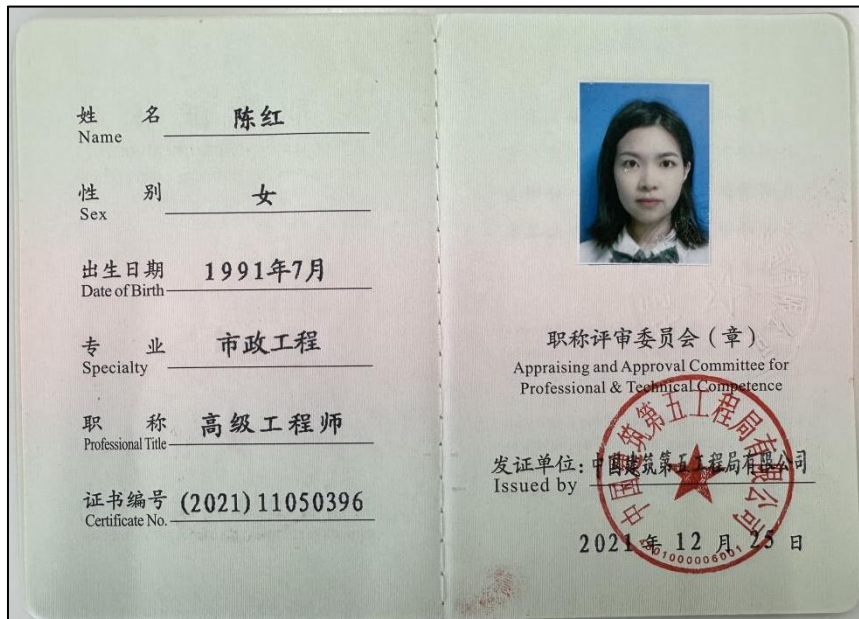 姓 名 陈红
Name
性 别 女
Sex
出生日期 1991年7月
Date of Birth
专 业 市政工程
Specialty
职 称 高级工程师
Professional Title
证书编号 (2021)11050396
Certificate No.
职称评审委员会（章）
Appraising and Approval Committee for
Professional & Technical Competence
中国建筑第五工程局有限公司
发证单位：中国建筑第五工程局有限公司
Issued by
2021年12月25日